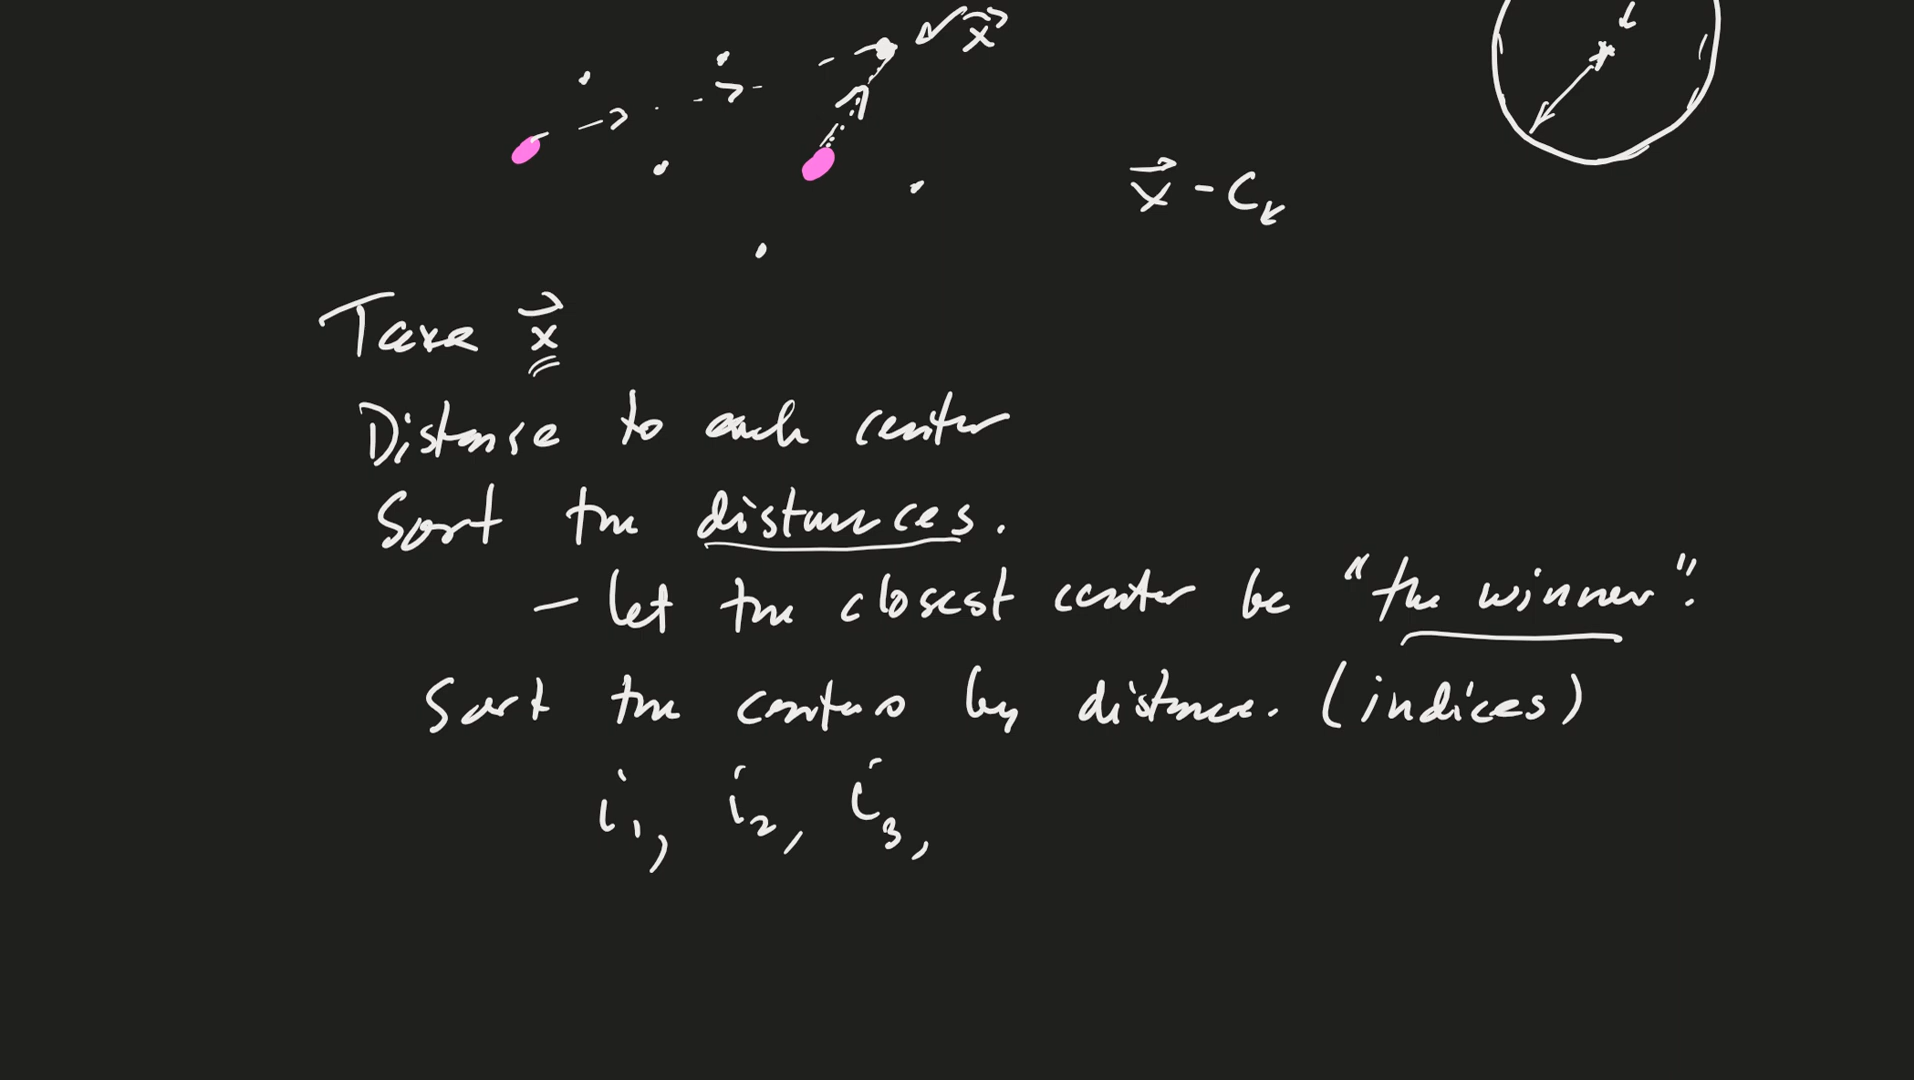 x⃗
x⃗ - Cₖ
Take x⃗
Distance to each center
Sort the distances.
- let the closest center be "the winner".
Sort the centers by distance. (indices)
i₁, i₂, i₃,